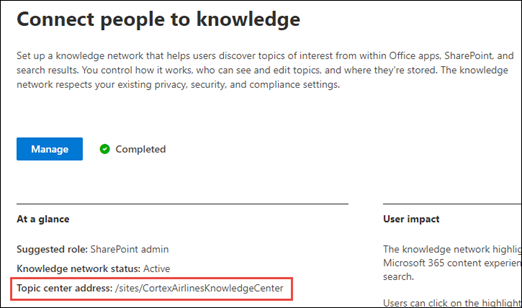 Connect people to knowledge
Set up a knowledge network that helps users discover topics of interest from within Office apps, SharePoint, and
search results. You control how it works, who can see and edit topics, and where they're stored. The knowledge
network respects your existing privacy, security, and compliance settings.
Manage
Completed
At a glance
Suggested role: SharePoint admin
Knowledge network status: Active
Topic center address: /sites/CortexAirlinesKnowledgeCenter
User impact
The knowledge network highlig
Microsoft 365 content experien
search.
Users can click on the highlight